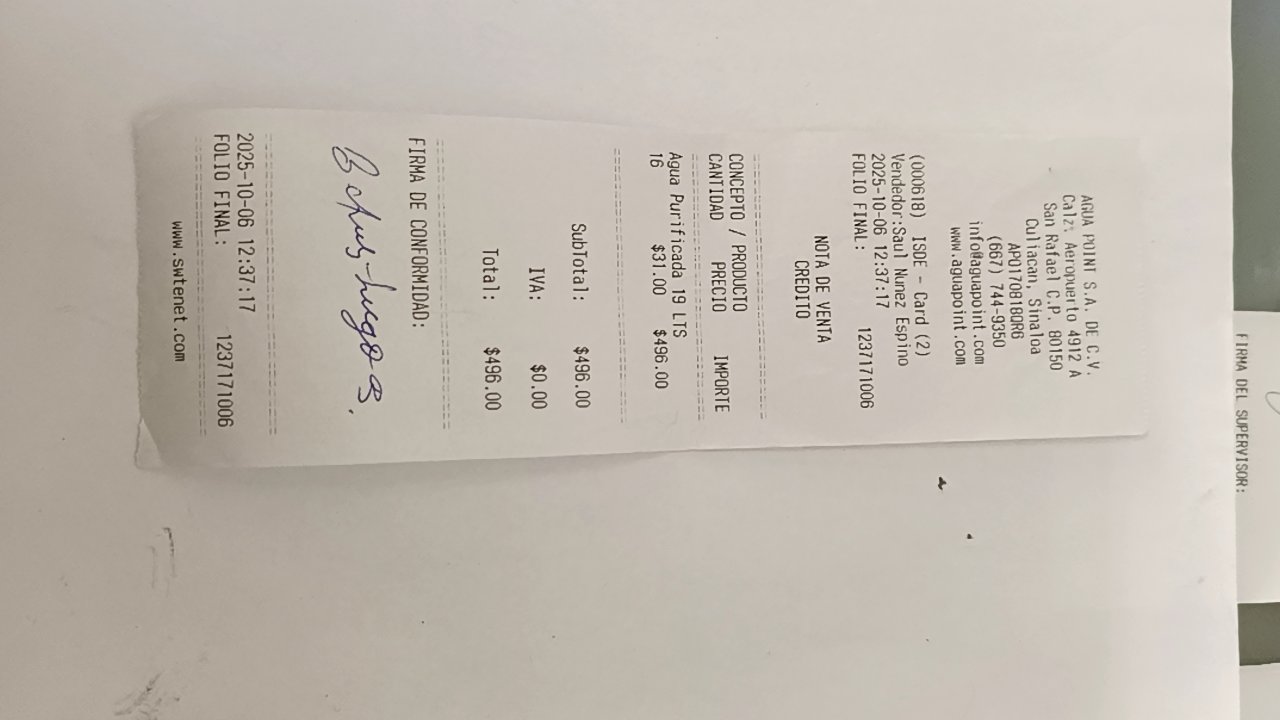 AGUA POINT S.A. DE C.V.
Calz. Aeropuerto 4912 A
San Rafael C.P. 80150
Culiacan, Sinaloa
APO170818QR6
(667) 744-9350
info@aguapoint.com
www.aguapoint.com
(000618) ISDE - Card (2)
Vendedor:Saul Nunez Espino
2025-10-06 12:37:17
FOLIO FINAL: 1237171006
NOTA DE VENTA
CREDITO
CONCEPTO / PRODUCTO
CANTIDAD PRECIO IMPORTE
Agua Purificada 19 LTS
16 $31.00 $496.00
SubTotal: $496.00
IVA: $0.00
Total: $496.00
FIRMA DE CONFORMIDAD:
2025-10-06 12:37:17
FOLIO FINAL: 1237171006
www.swtenet.com
FIRMA DEL SUPERVISOR: